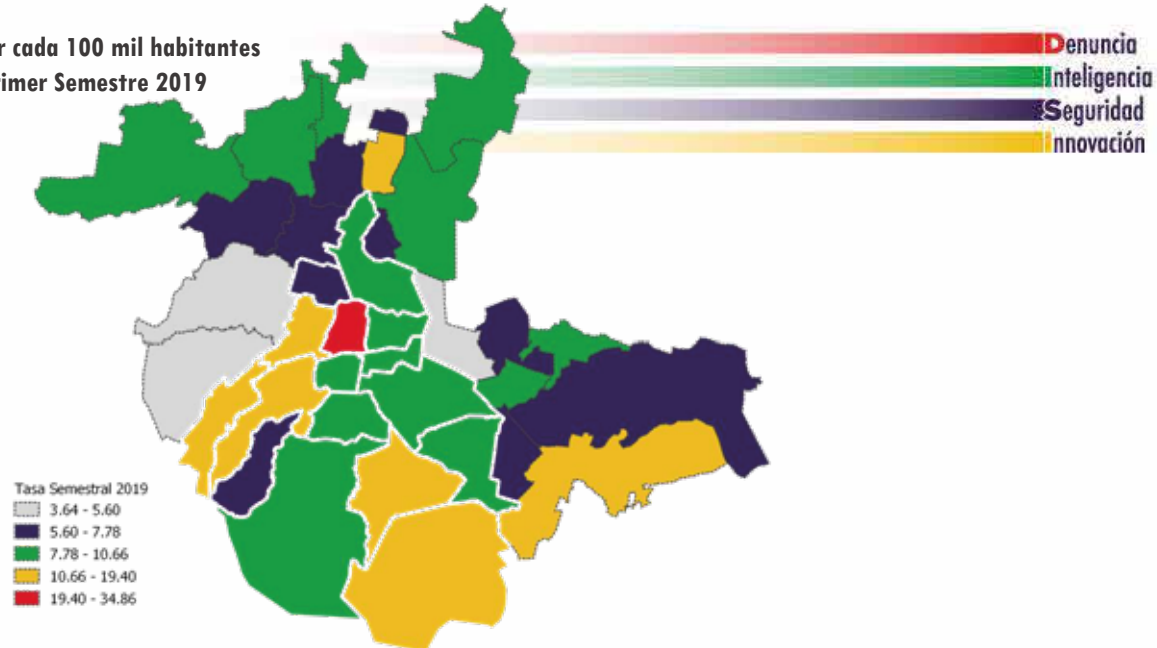 r cada 100 mil habitantes
rimer Semestre 2019
Denuncia
Inteligencia
Seguridad
Innovación
Tasa Semestral 2019
3.64 - 5.60
5.60 - 7.78
7.78 - 10.66
10.66 - 19.40
19.40 - 34.86